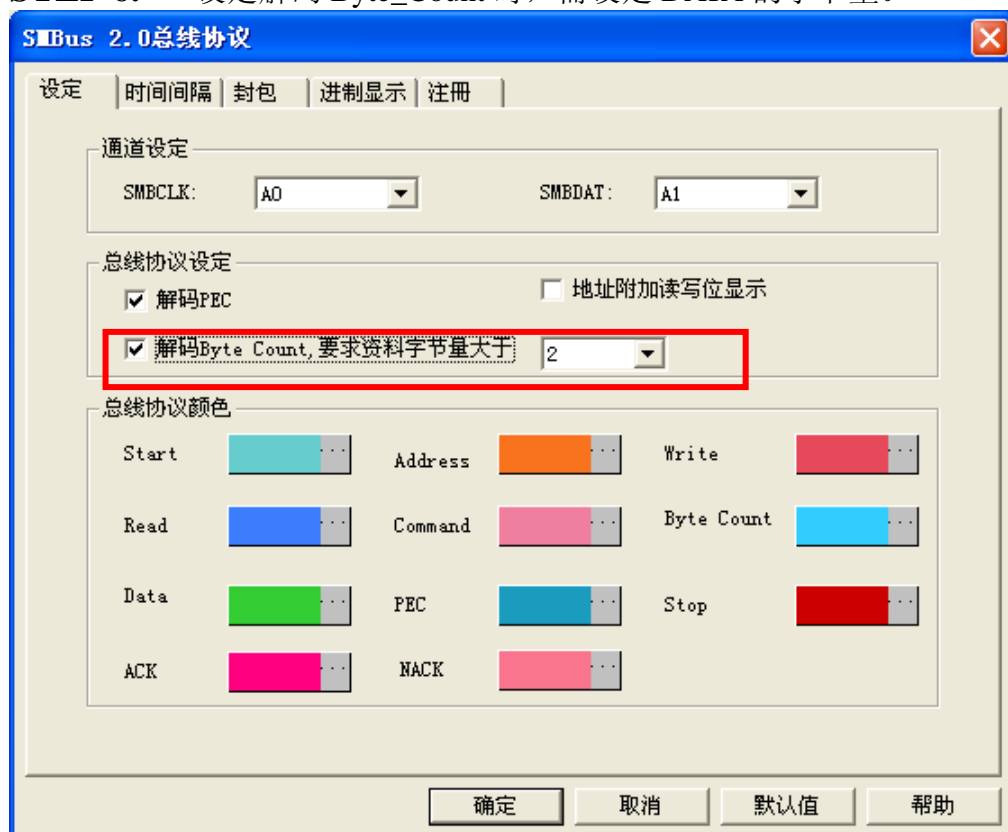 SMBus 2.0总线协议
设定 时间间隔 封包 进制显示 注冊
通道设定
SMBCLK: A0 SMBDAT: A1
总线协议设定
解码PEC 地址附加读写位显示
解码Byte Count,要求资料字节量大于 2
总线协议颜色
Start ... Address ... Write ...
Read ... Command ... Byte Count ...
Data ... PEC ... Stop ...
ACK ... NACK ...
确定 取消 默认值 帮助